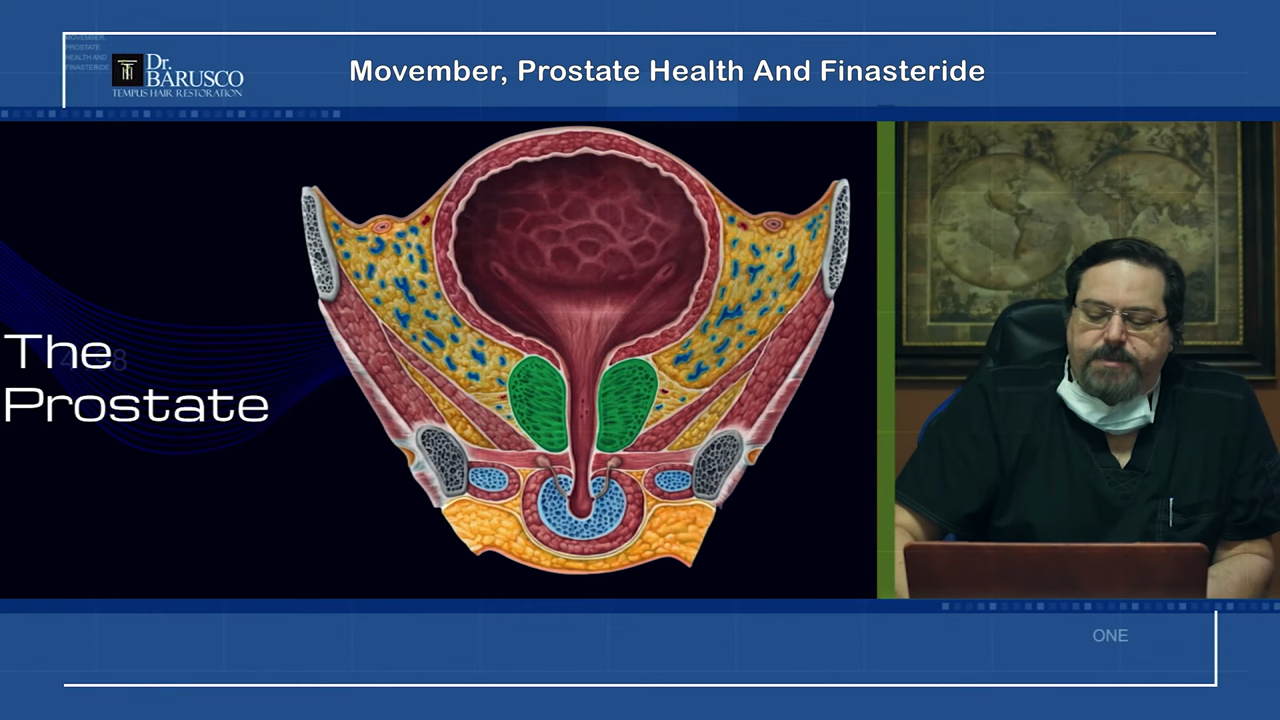 MOVEMBER,
PROSTATE
HEALTH AND
FINASTERIDE
Dr.
BARUSCO
TEMPUS HAIR RESTORATION
Movember, Prostate Health And Finasteride
The
Prostate
ONE